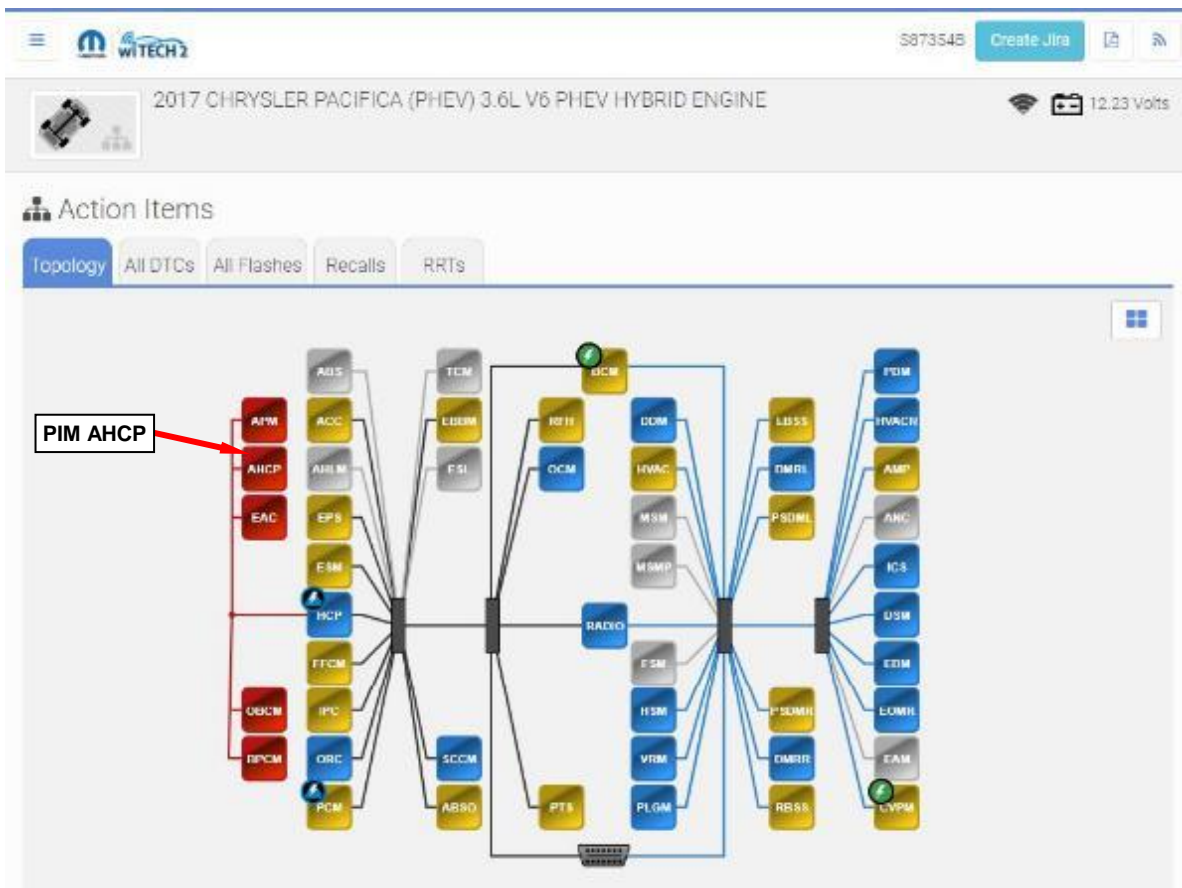 wiTECH 2
S87354B
Create Jira
2017 CHRYSLER PACIFICA (PHEV) 3.6L V6 PHEV HYBRID ENGINE
12.23 Volts
Action Items
Topology All DTCs All Flashes Recalls RRTs
PIM AHCP
ABS TCM BCM PDM
APM ACC EBBM RFH DDM LBSS HVACR
AHCP AHLM ESL OCM HVAC DMRL AMP
EAC EPS MSM PSDML ANC
ESM MSMP ICS
HCP RADIO DSM
FFCM FSM EDM
OBCM IPC HSM PSDMR EOMR
BPCM ORC SCCM VRM DMRR EAM
PCM ABSO PTS PLGM RBSS CVPM